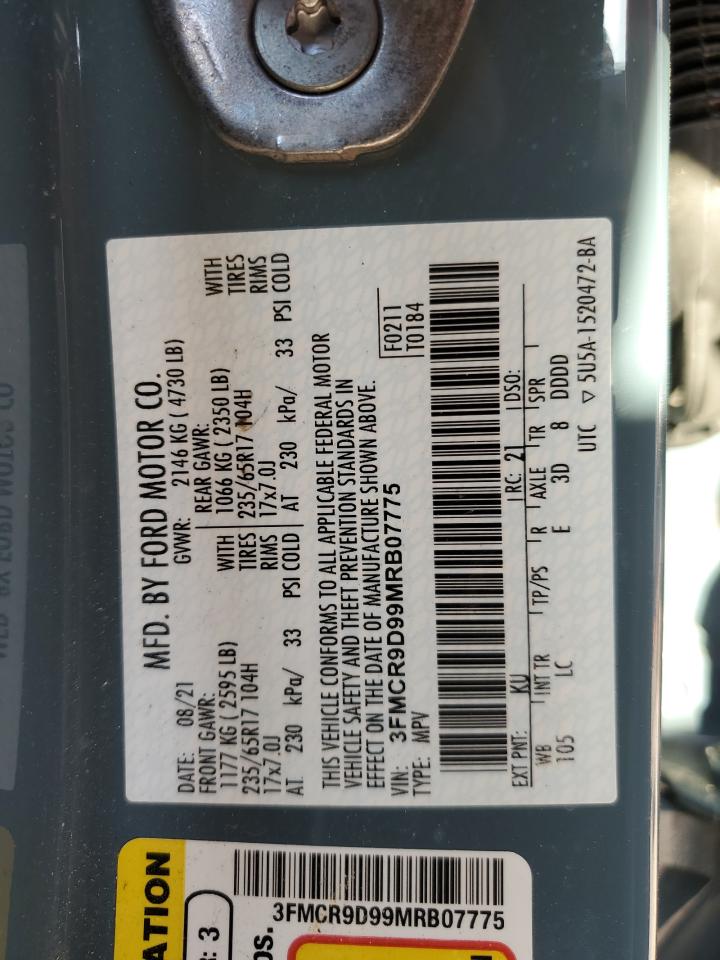 MFD. BY FORD MOTOR CO.
DATE: 08/21 GVWR: 2146 KG ( 4730 LB)
FRONT GAWR: REAR GAWR:
1177 KG ( 2595 LB) WITH 1066 KG ( 2350 LB) WITH
235/65R17 104H TIRES 235/65R17 104H TIRES
17x7.0J RIMS 17x7.0J RIMS
AT 230 kPa/ 33 PSI COLD AT 230 kPa/ 33 PSI COLD
THIS VEHICLE CONFORMS TO ALL APPLICABLE FEDERAL MOTOR
VEHICLE SAFETY AND THEFT PREVENTION STANDARDS IN
EFFECT ON THE DATE OF MANUFACTURE SHOWN ABOVE.
VIN: 3FMCR9D99MRB07775 F0211
TYPE: MPV T0184
EXT PNT: KU RC: 21 DSO:
WB INT TR TP/PS R AXLE TR SPR
105 LC E 3D 8 DDDD
UTC ▽ 5U5A-1520472-BA
3FMCR9D99MRB07775
: 3